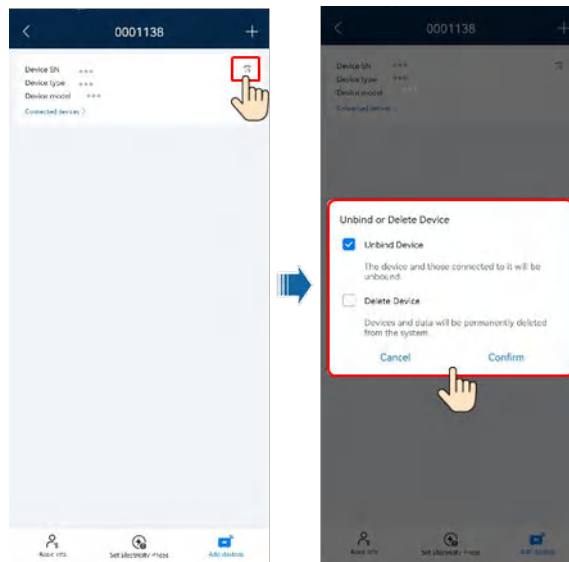 0001138
Device SN ***
Device type ***
Device model ***
Connected devices >
Basic info
Set Electricity Prices
Add devices
0001138
Device SN ***
Device type ***
Device model ***
Connected devices
Unbind or Delete Device
Unbind Device
The device and those connected to it will be
unbound.
Delete Device
Devices and data will be permanently deleted
from the system.
Cancel Confirm
Basic info
Set Electricity Prices
Add devices